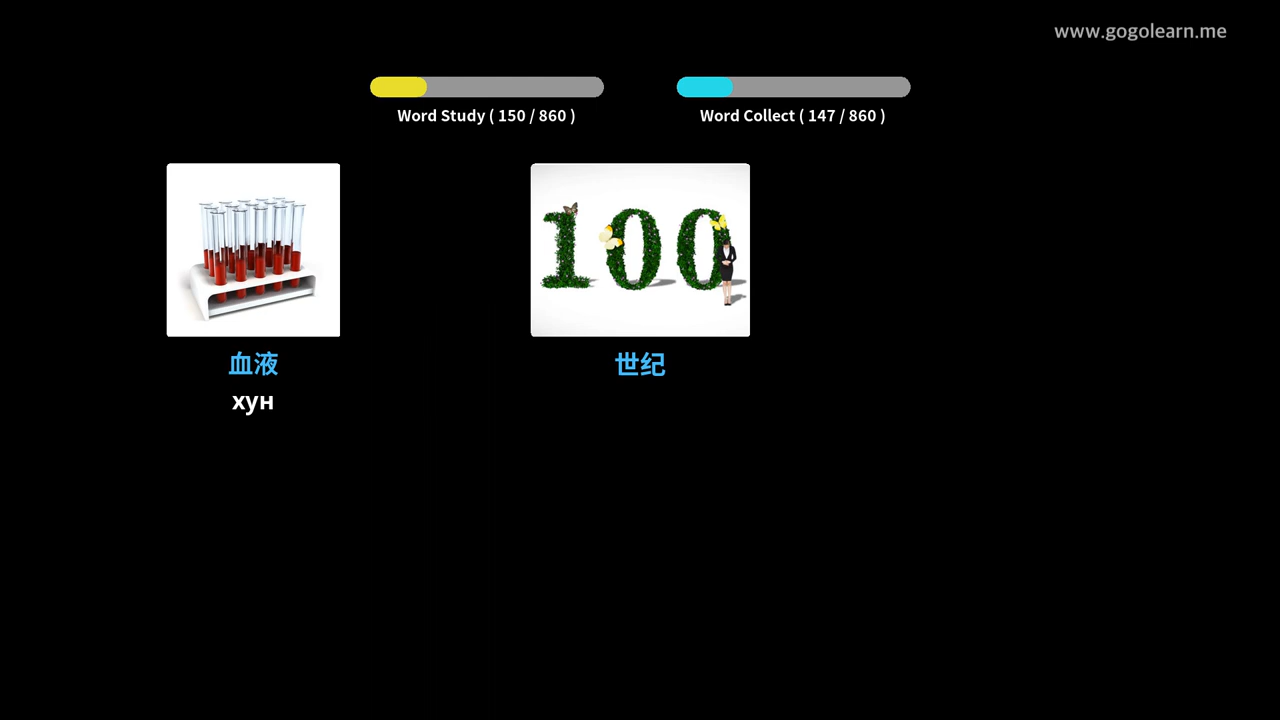 www.gogolearn.me
Word Study ( 150 / 860 )
Word Collect ( 147 / 860 )
100
血液
хун
世纪